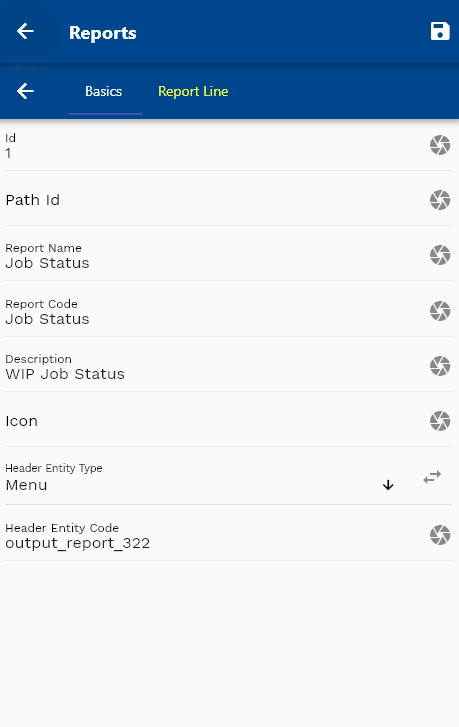 Reports
Basics
Report Line
Id
1
Path Id
Report Name
Job Status
Report Code
Job Status
Description
WIP Job Status
Icon
Header Entity Type
Menu
Header Entity Code
output_report_322